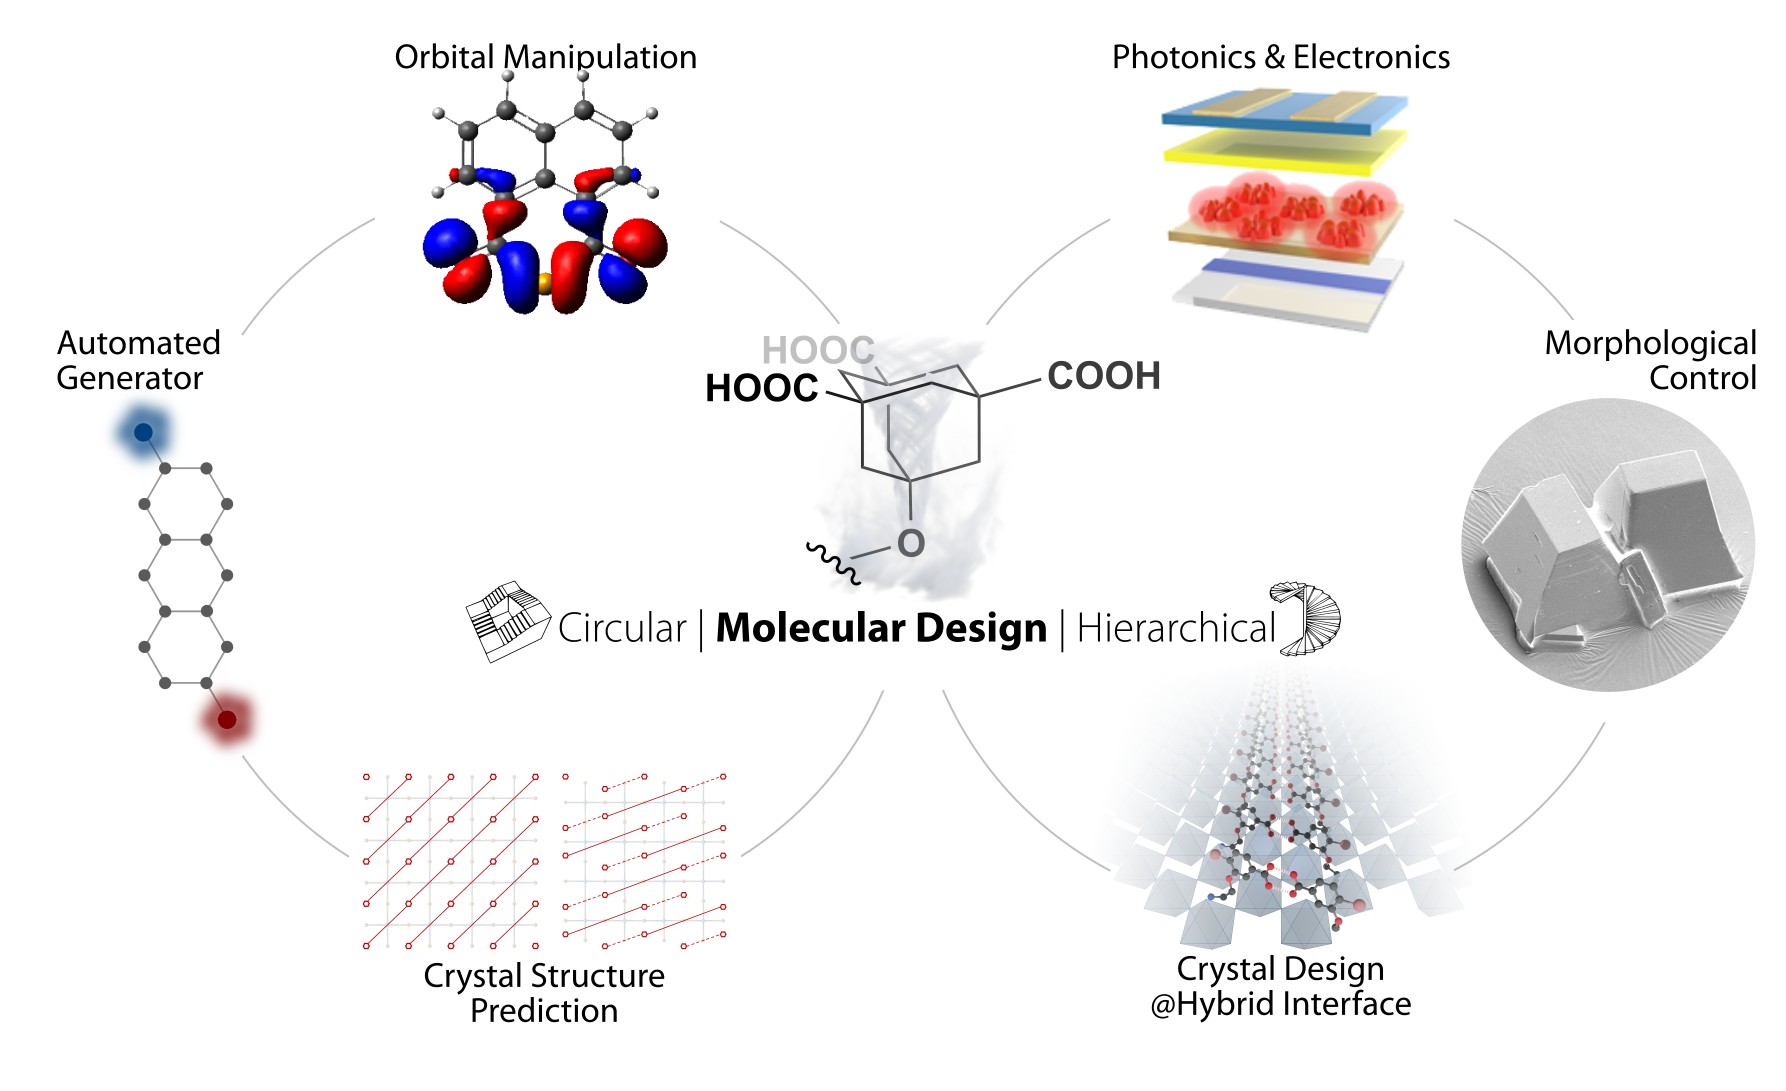 Orbital Manipulation
Photonics & Electronics
Automated
Generator
Morphological
Control
HOOC
HOOC
COOH
O
Circular | Molecular Design | Hierarchical
Crystal Structure
Prediction
Crystal Design
@Hybrid Interface